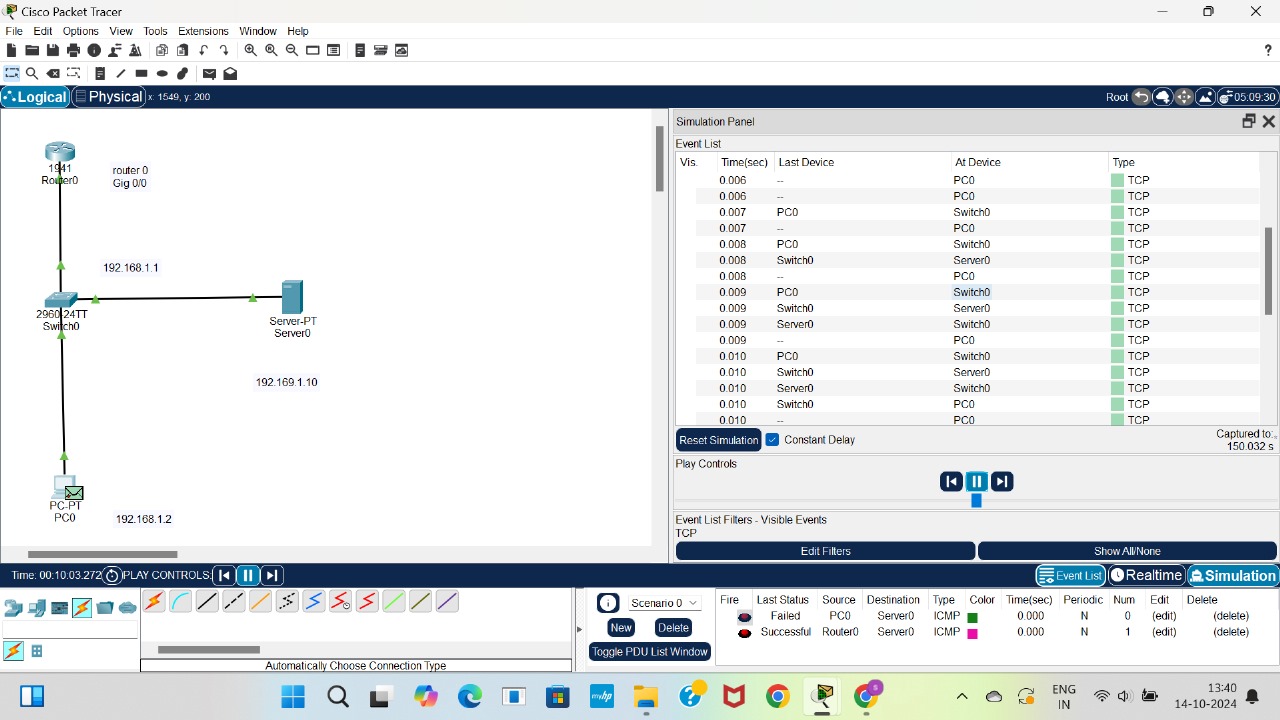 Cisco Packet Tracer
File Edit Options View Tools Extensions Window Help
?
Logical Physical x: 1549, y: 200
Root 05:09:30
1941
Router0
router 0
Gig 0/0
192.168.1.1
2960-24TT
Switch0
Server-PT
Server0
192.169.1.10
PC-PT
PC0
192.168.1.2
Simulation Panel
Event List
Vis. Time(sec) Last Device At Device Type
0.006 -- PC0 TCP
0.006 -- PC0 TCP
0.007 PC0 Switch0 TCP
0.007 -- PC0 TCP
0.008 PC0 Switch0 TCP
0.008 Switch0 Server0 TCP
0.008 -- PC0 TCP
0.009 PC0 Switch0 TCP
0.009 Switch0 Server0 TCP
0.009 Server0 Switch0 TCP
0.009 -- PC0 TCP
0.010 PC0 Switch0 TCP
0.010 Switch0 Server0 TCP
0.010 Server0 Switch0 TCP
0.010 Switch0 PC0 TCP
0.010 -- PC0 TCP
Reset Simulation Constant Delay
Captured to:
150.032 s
Play Controls
Event List Filters - Visible Events
TCP
Edit Filters Show All/None
Time: 00:10:03.272 PLAY CONTROLS:
Event List Realtime Simulation
Automatically Choose Connection Type
Scenario 0
New Delete
Toggle PDU List Window
Fire Last Status Source Destination Type Color Time(sec) Periodic Num Edit Delete
Failed PC0 Server0 ICMP 0.000 N 0 (edit) (delete)
Successful Router0 Server0 ICMP 0.000 N 1 (edit) (delete)
myhp
S
ENG
IN
13:40
14-10-2024